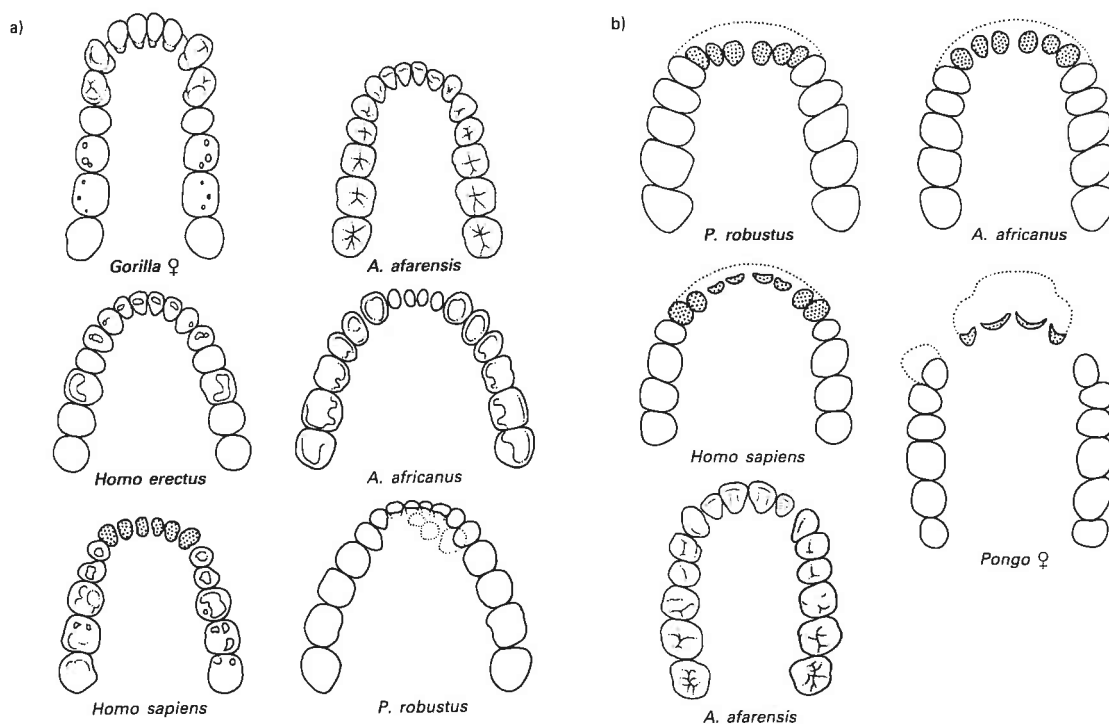 a)
Gorilla ♀
A. afarensis
Homo erectus
A. africanus
Homo sapiens
P. robustus
b)
P. robustus
A. africanus
Homo sapiens
Pongo ♀
A. afarensis